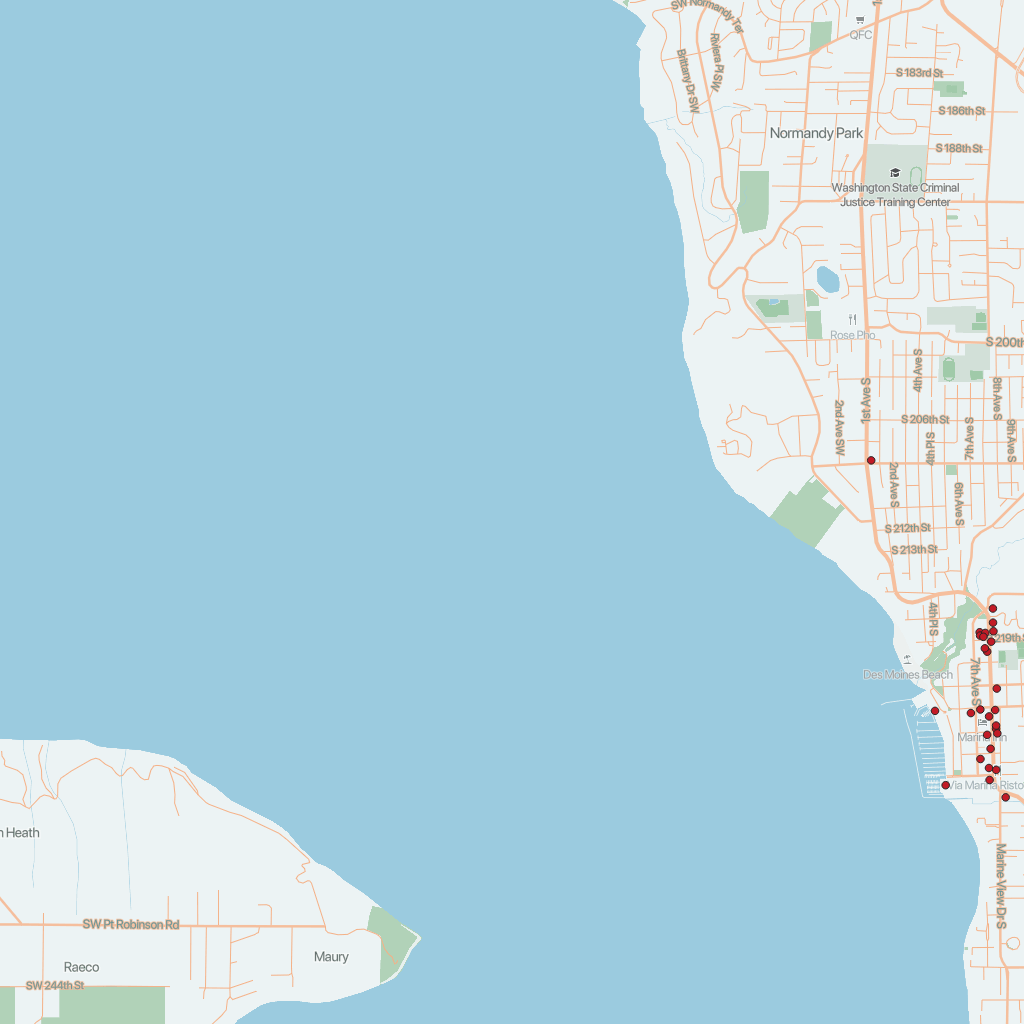 SW Normandy Ter
QFC
Riviera Pl SW
S 183rd St
Brittany Dr SW
S 186th St
Normandy Park
S 188th St
Washington State Criminal
Justice Training Center
Rose Pho
S 200th
4th Ave S
8th Ave S
1st Ave S
2nd Ave SW
S 206th St
7th Ave S
9th Ave S
4th Pl S
2nd Ave S
6th Ave S
S 212th St
S 213th St
4th Pl S
219th S
Des Moines Beach
7th Ave S
Marina Inn
Via Marina Risto
Heath
Marine View Dr S
SW Pt Robinson Rd
Maury
Raeco
SW 244th St